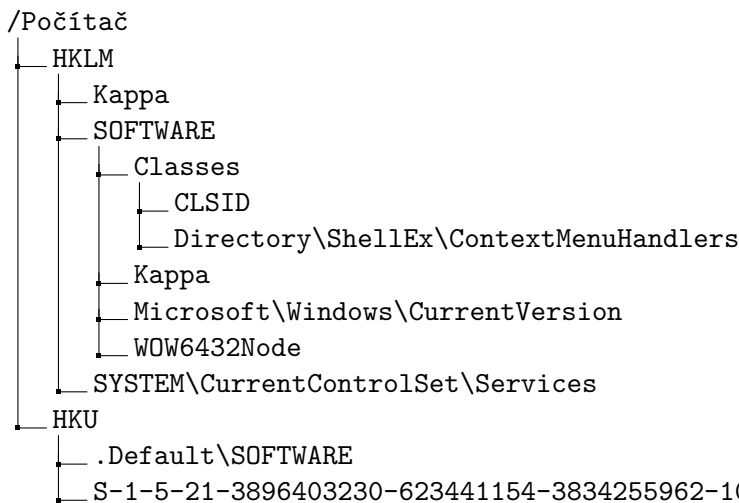 /Počítač
HKLM
Kappa
SOFTWARE
Classes
CLSID
Directory\ShellEx\ContextMenuHandlers
Kappa
Microsoft\Windows\CurrentVersion
WOW6432Node
SYSTEM\CurrentControlSet\Services
HKU
.Default\SOFTWARE
S-1-5-21-3896403230-623441154-3834255962-10